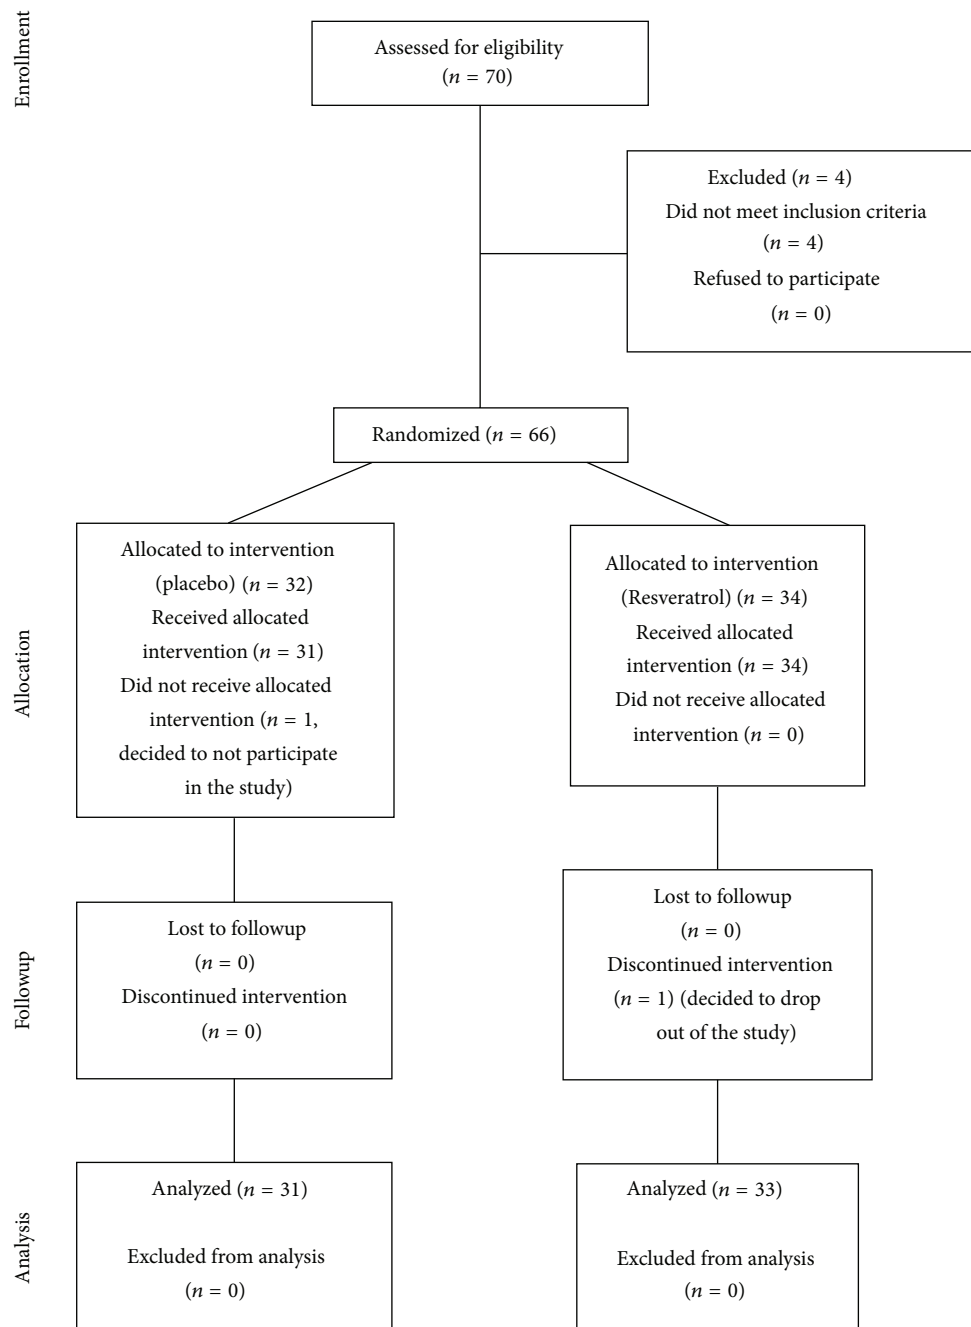 Enrollment
Assessed for eligibility
(n = 70)
Excluded (n = 4)
Did not meet inclusion criteria
(n = 4)
Refused to participate
(n = 0)
Randomized (n = 66)
Allocation
Allocated to intervention
(placebo) (n = 32)
Received allocated
intervention (n = 31)
Did not receive allocated
intervention (n = 1,
decided to not participate
in the study)
Allocated to intervention
(Resveratrol) (n = 34)
Received allocated
intervention (n = 34)
Did not receive allocated
intervention (n = 0)
Followup
Lost to followup
(n = 0)
Discontinued intervention
(n = 0)
Lost to followup
(n = 0)
Discontinued intervention
(n = 1) (decided to drop
out of the study)
Analysis
Analyzed (n = 31)
Excluded from analysis
(n = 0)
Analyzed (n = 33)
Excluded from analysis
(n = 0)